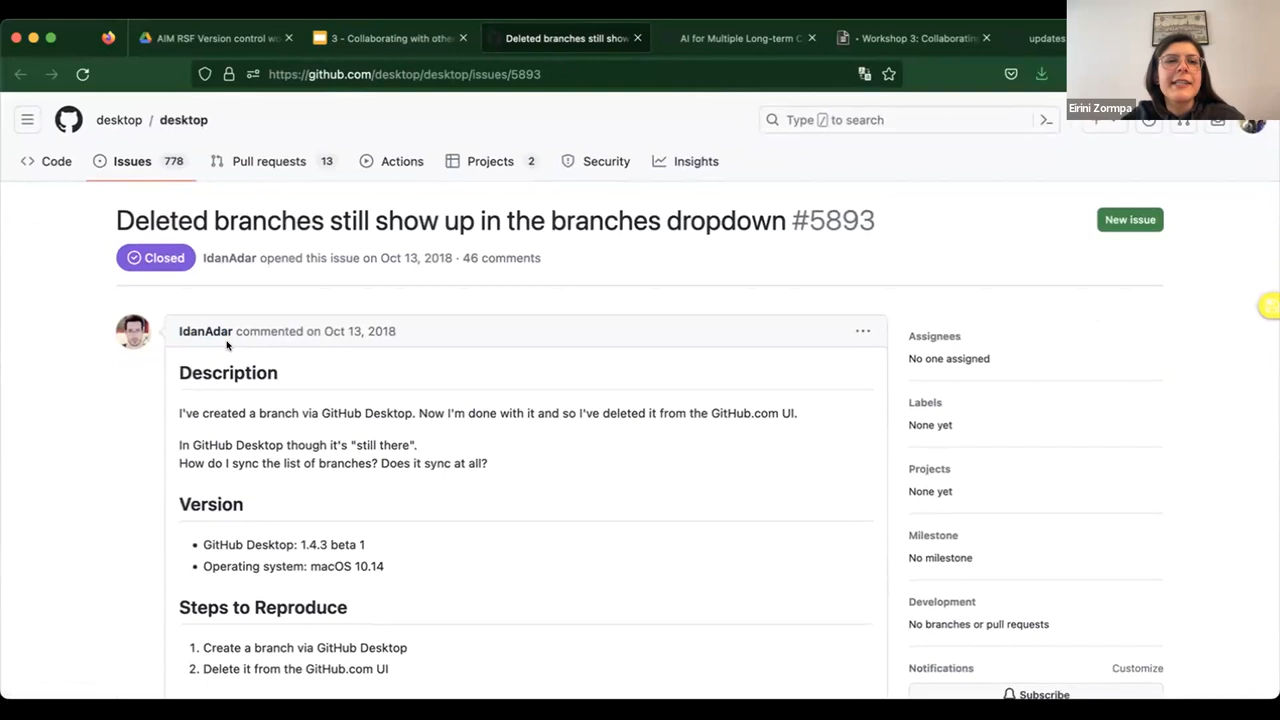 AIM RSF Version control wo
3 - Collaborating with othe
Deleted branches still show
AI for Multiple Long-term C
• Workshop 3: Collaborating
updates
https://github.com/desktop/desktop/issues/5893
Eirini Zormpa
desktop / desktop
Type / to search
Code
Issues 778
Pull requests 13
Actions
Projects 2
Security
Insights
Deleted branches still show up in the branches dropdown #5893
New issue
Closed
IdanAdar opened this issue on Oct 13, 2018 · 46 comments
IdanAdar commented on Oct 13, 2018
Description
I've created a branch via GitHub Desktop. Now I'm done with it and so I've deleted it from the GitHub.com UI.
In GitHub Desktop though it's "still there".
How do I sync the list of branches? Does it sync at all?
Version
• GitHub Desktop: 1.4.3 beta 1
• Operating system: macOS 10.14
Steps to Reproduce
1. Create a branch via GitHub Desktop
2. Delete it from the GitHub.com UI
Assignees
No one assigned
Labels
None yet
Projects
None yet
Milestone
No milestone
Development
No branches or pull requests
Notifications
Customize
Subscribe